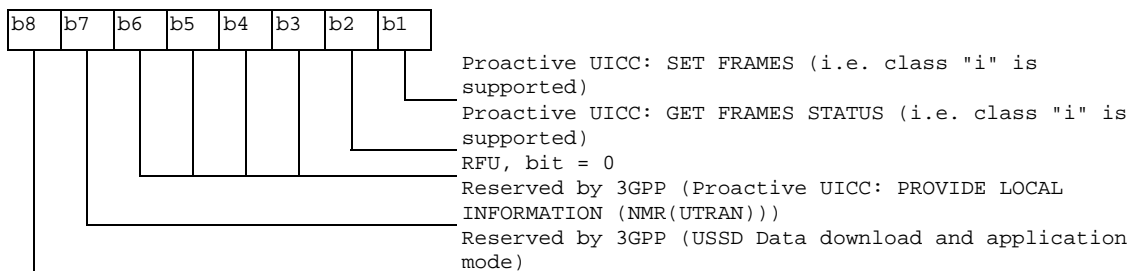 b8 b7 b6 b5 b4 b3 b2 b1
Proactive UICC: SET FRAMES (i.e. class "i" is
supported)
Proactive UICC: GET FRAMES STATUS (i.e. class "i" is
supported)
RFU, bit = 0
Reserved by 3GPP (Proactive UICC: PROVIDE LOCAL
INFORMATION (NMR(UTRAN)))
Reserved by 3GPP (USSD Data download and application
mode)